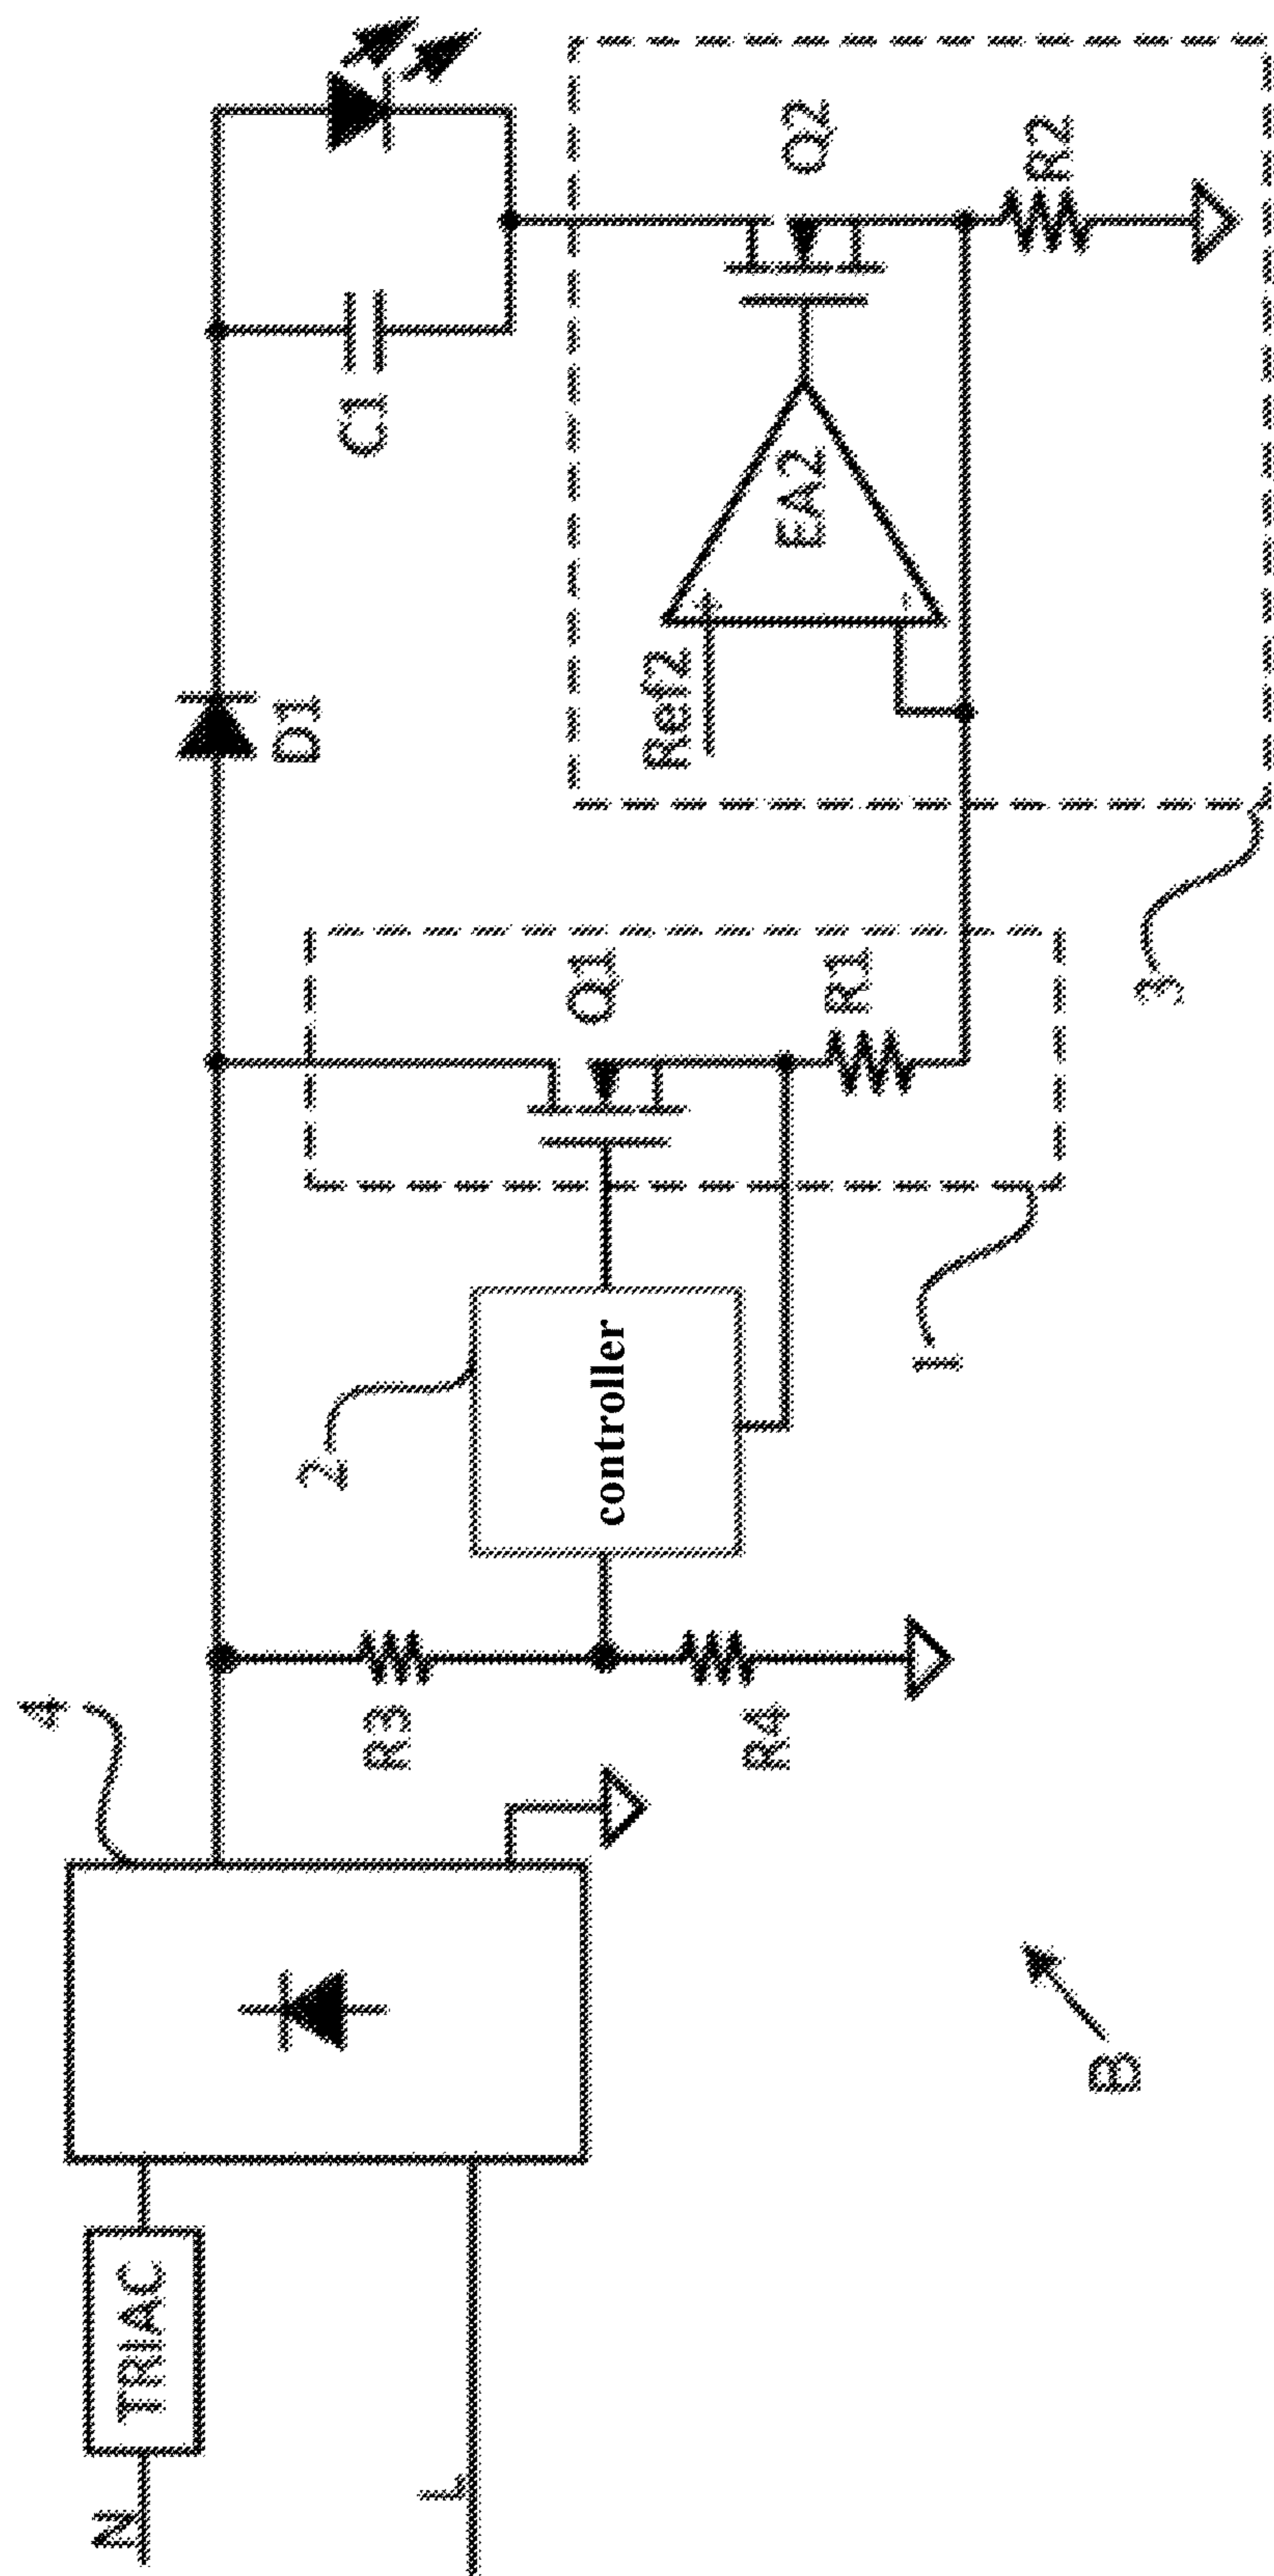 N
TRIAC
L
4
R3
R4
2
controller
1
Q1
R1
D1
3
C1
Ref2
+
-
EA2
Q2
R2
B